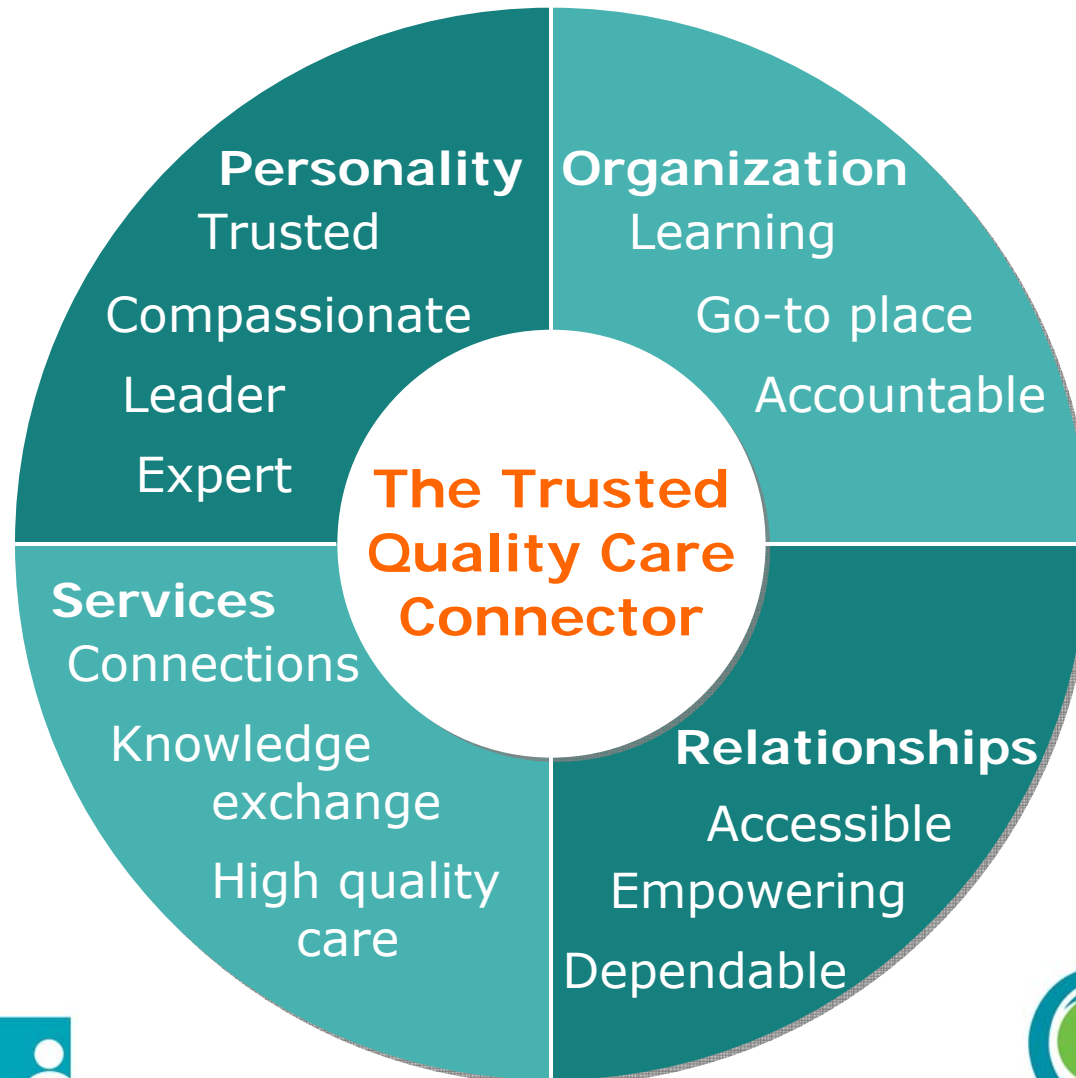 Personality
Trusted
Compassionate
Leader
Expert
Organization
Learning
Go-to place
Accountable
The Trusted
Quality Care
Connector
Services
Connections
Knowledge
exchange
High quality
care
Relationships
Accessible
Empowering
Dependable